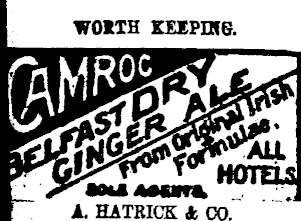 WORTH KEEPING.
CAMROC
BELFAST DRY
GINGER ALE
From Original Irish
Formulae.
ALL
HOTELS
SOLE AGENTS,
A. HATRICK & CO.